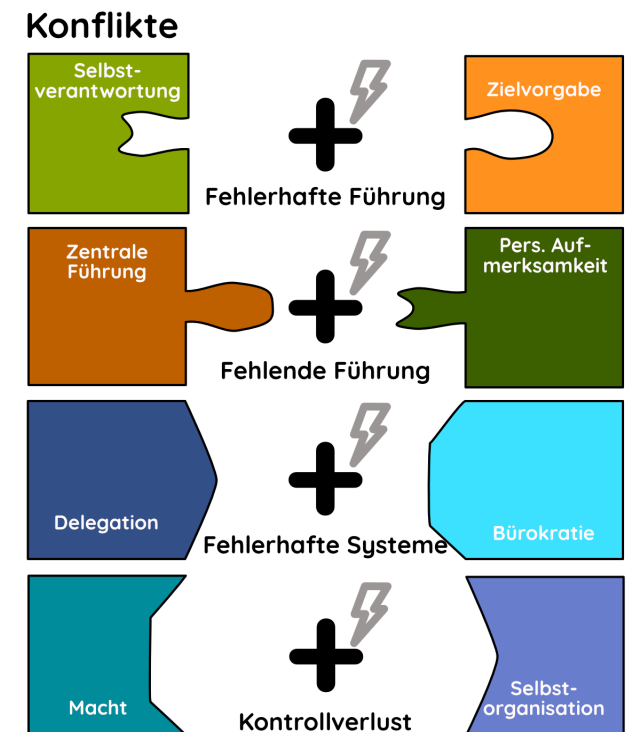 Konflikte
Selbst-
verantwortung
Zielvorgabe
Fehlerhafte Führung
Zentrale
Führung
Pers. Auf-
merksamkeit
Fehlende Führung
Delegation
Bürokratie
Fehlerhafte Systeme
Macht
Selbst-
organisation
Kontrollverlust